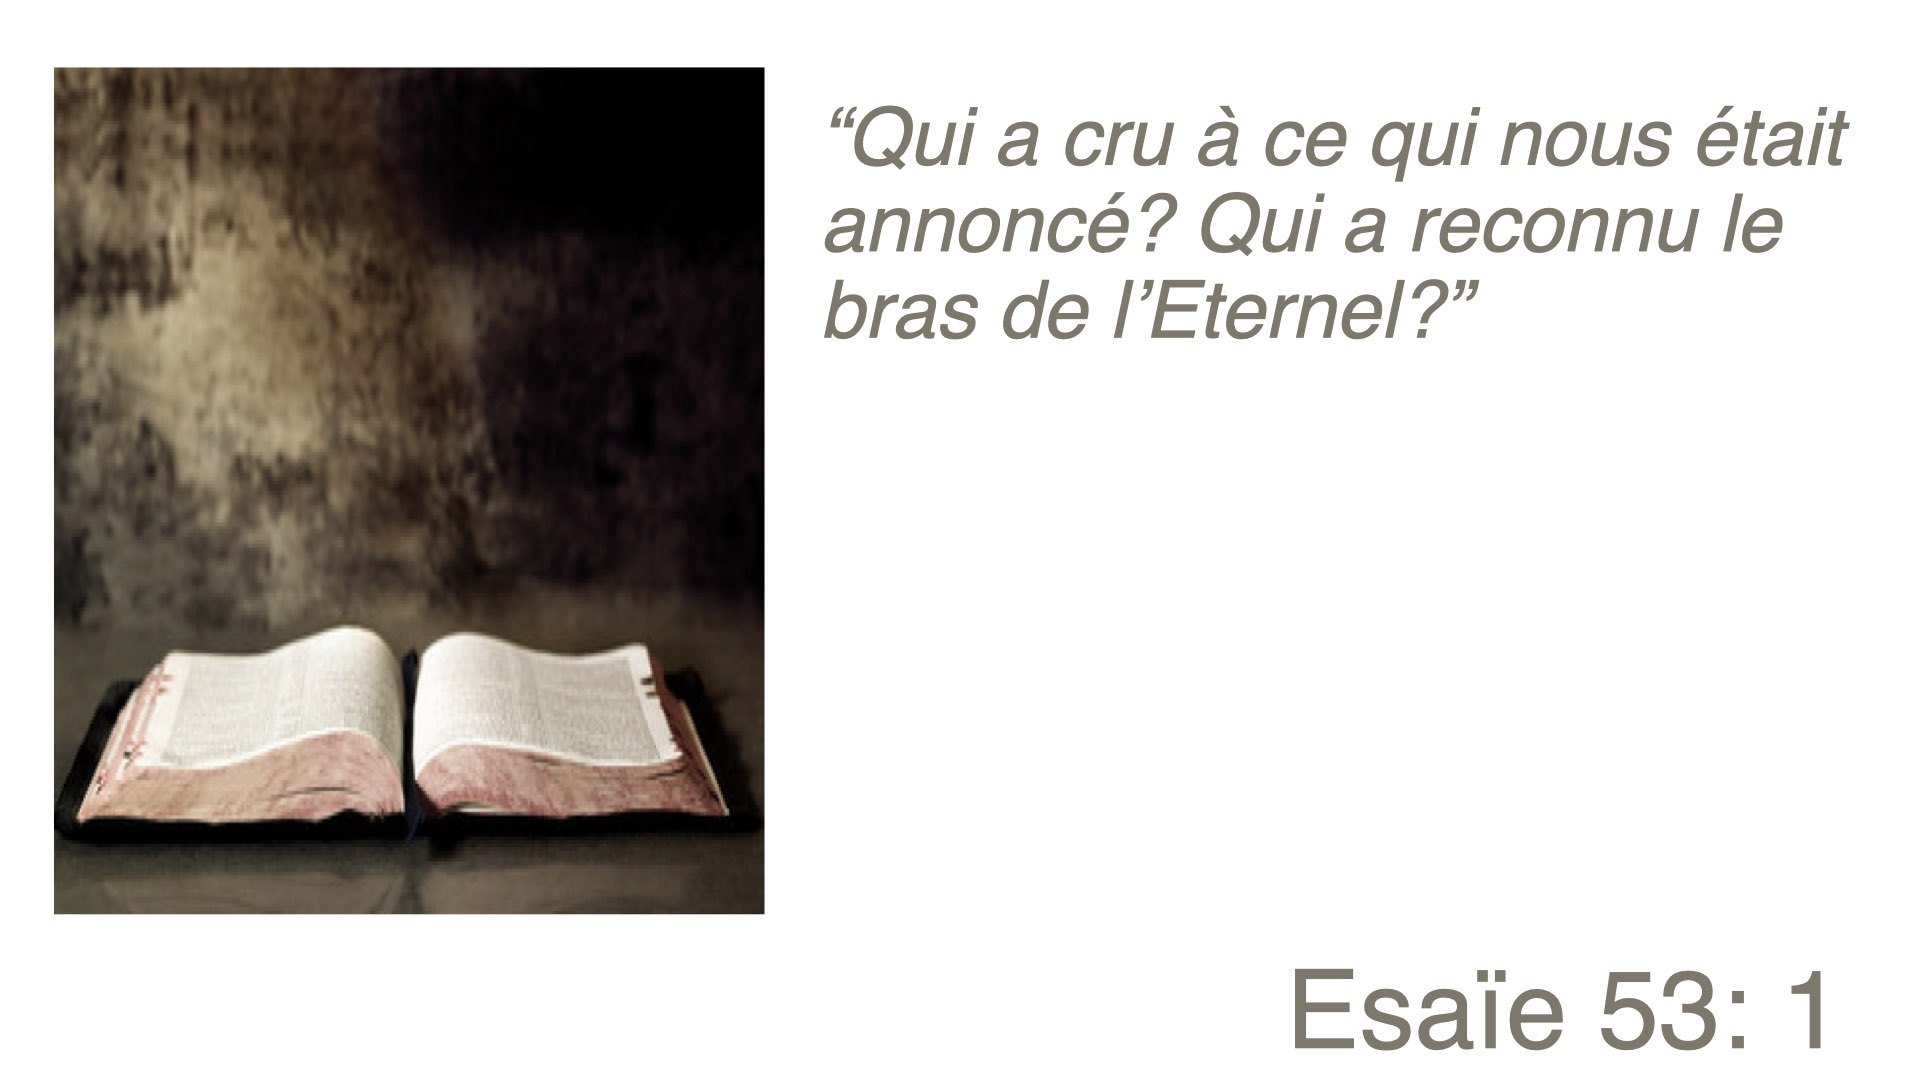 “Qui a cru à ce qui nous était
annoncé? Qui a reconnu le
bras de l’Eternel?”
Esaïe 53: 1